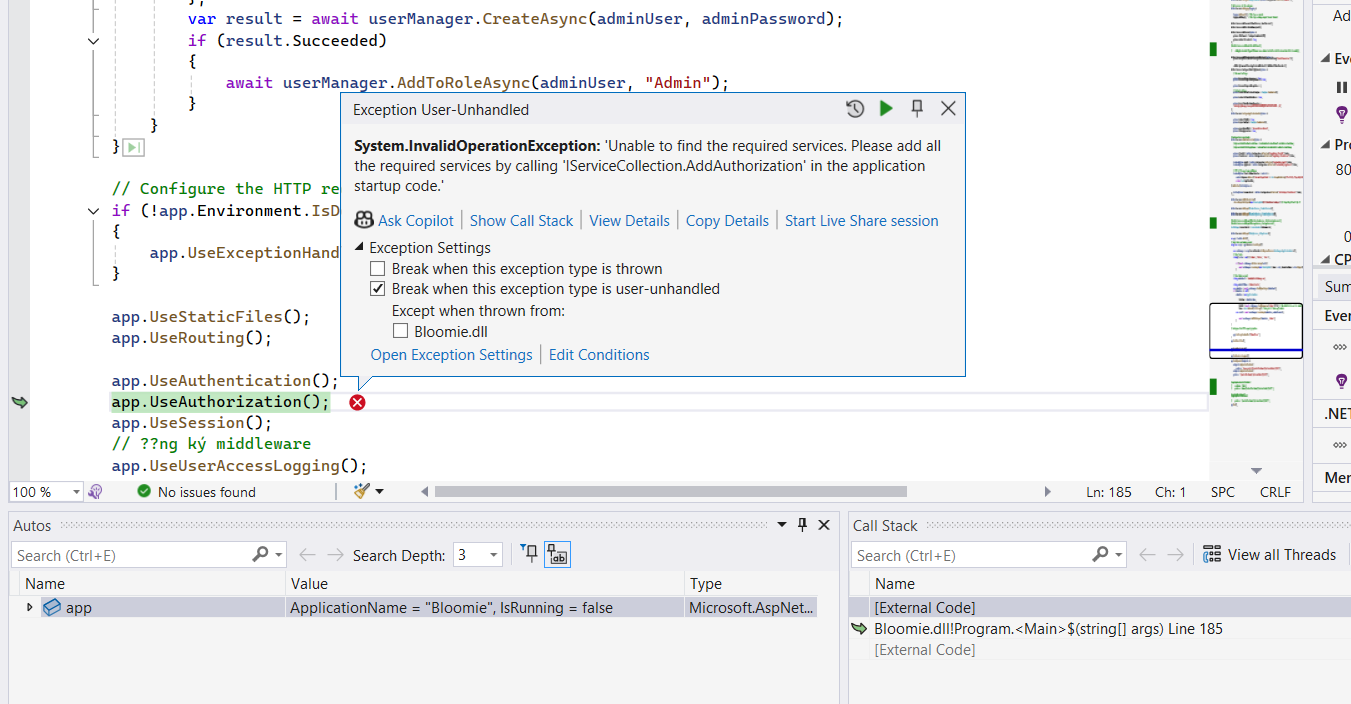 };
var result = await userManager.CreateAsync(adminUser, adminPassword);
if (result.Succeeded)
{
await userManager.AddToRoleAsync(adminUser, "Admin");
}
}
}
Exception User-Unhandled
System.InvalidOperationException: 'Unable to find the required services. Please add all
the required services by calling 'IServiceCollection.AddAuthorization' in the application
startup code.'
Ask Copilot | Show Call Stack | View Details | Copy Details | Start Live Share session
Exception Settings
Break when this exception type is thrown
Break when this exception type is user-unhandled
Except when thrown from:
Bloomie.dll
Open Exception Settings | Edit Conditions
// Configure the HTTP re
if (!app.Environment.IsD
{
app.UseExceptionHand
}
app.UseStaticFiles();
app.UseRouting();
app.UseAuthentication();
app.UseAuthorization();
app.UseSession();
// ??ng ký middleware
app.UseUserAccessLogging();
100 % No issues found Ln: 185 Ch: 1 SPC CRLF
Ad
Eve
Pro
80
0
CP
Sum
Ever
.NET
Mem
Autos
Search (Ctrl+E) Search Depth: 3
Name Value Type
app ApplicationName = "Bloomie", IsRunning = false Microsoft.AspNet...
Call Stack
Search (Ctrl+E) View all Threads
Name
[External Code]
Bloomie.dll!Program.<Main>$(string[] args) Line 185
[External Code]